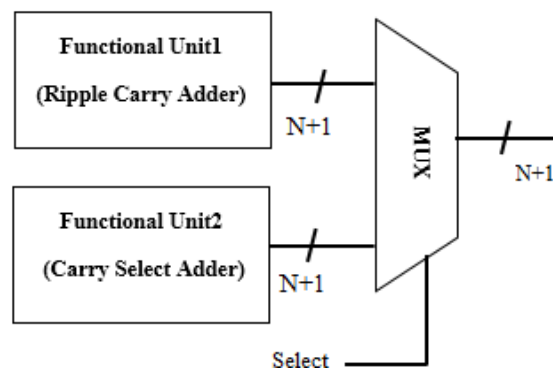 Functional Unit1
(Ripple Carry Adder)
N+1
MUX
N+1
Functional Unit2
(Carry Select Adder)
N+1
Select